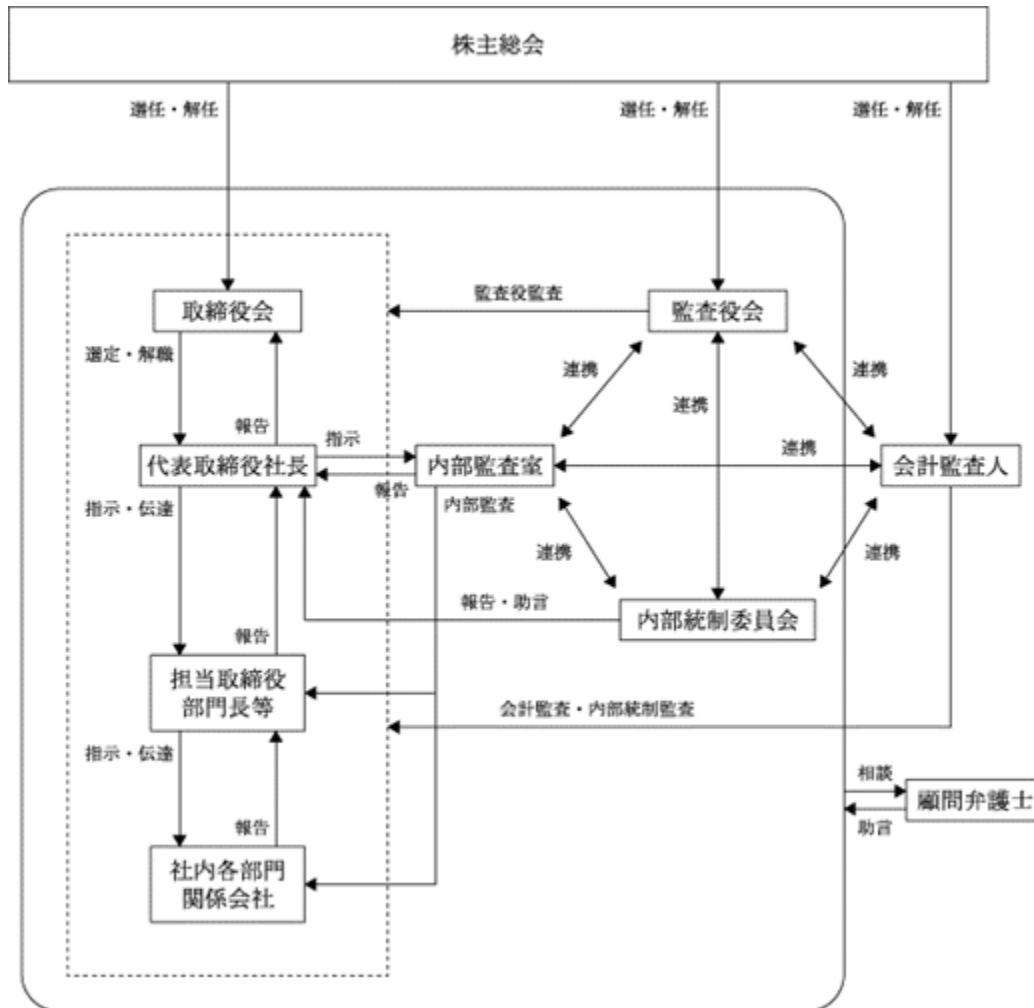 株主総会
選任・解任
選任・解任
選任・解任
取締役会
監査役監査
監査役会
選定・解職
連携
連携
連携
報告
指示
代表取締役社長
内部監査室
連携
会計監査人
報告
指示・伝達
内部監査
連携
連携
報告・助言
内部統制委員会
報告
担当取締役
部門長等
会計監査・内部統制監査
指示・伝達
相談
顧問弁護士
助言
報告
社内各部門
関係会社